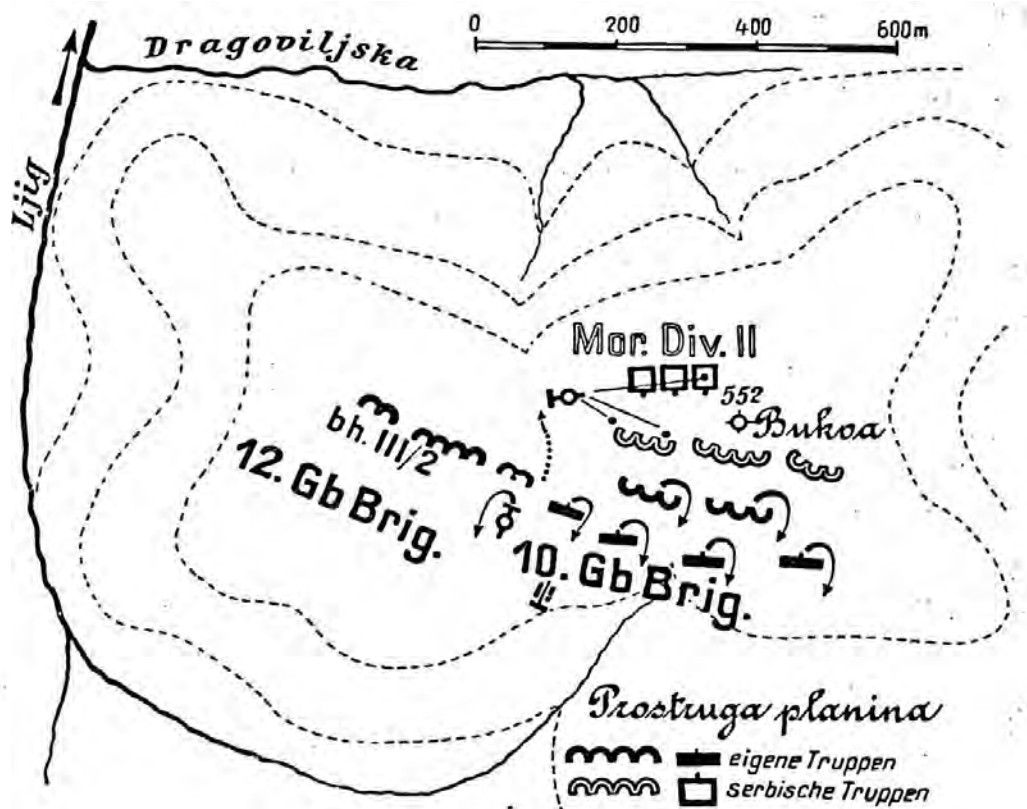 0 200 400 600m
Dragoviljska
Ljig
Mor. Div. II
552
Bukva
bh. III/2
12. Gb Brig.
10. Gb Brig.
Prostruga planina
eigene Truppen
serbische Truppen